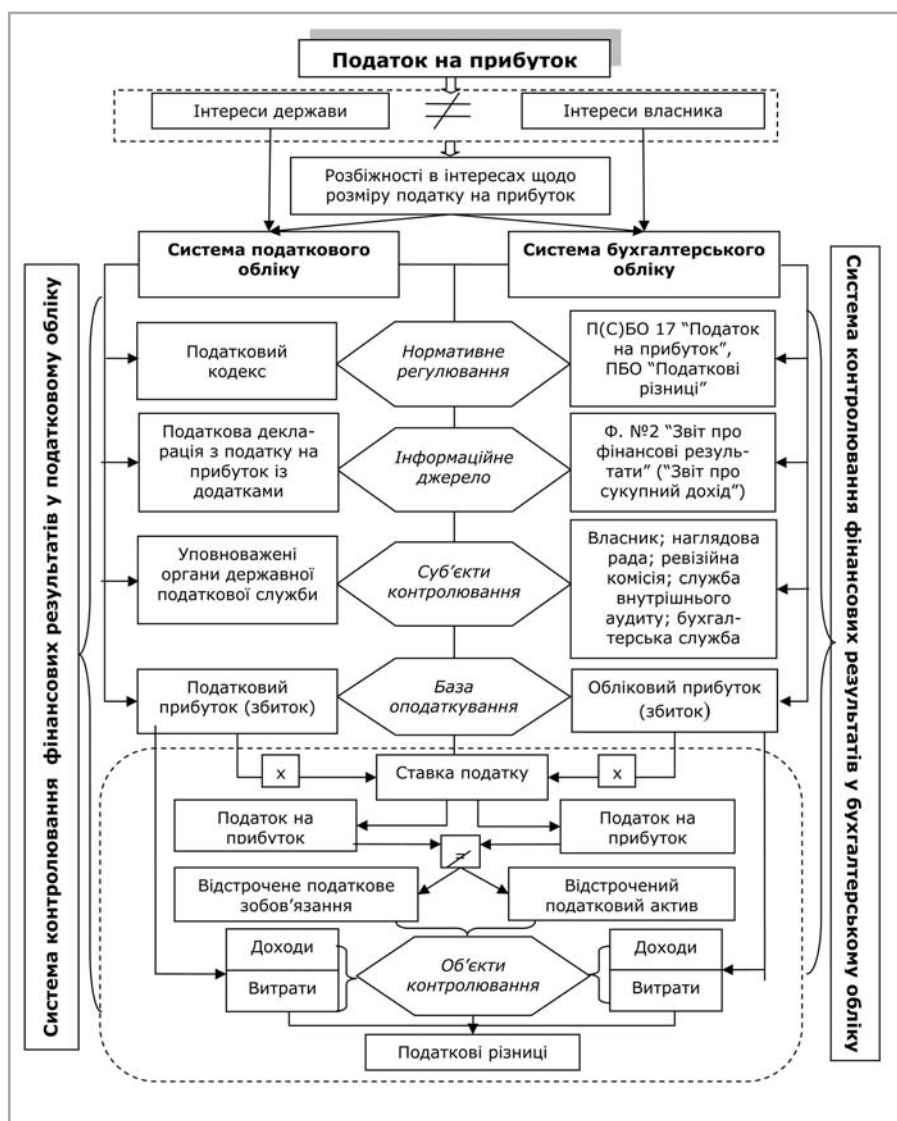 Податок на прибуток
Інтереси держави
≠
Інтереси власника
Розбіжності в інтересах щодо
розміру податку на прибуток
Система податкового
обліку
Система бухгалтерського
обліку
Система контролювання фінансових результатів у податковому обліку
Система контролювання фінансових результатів у бухгалтерському обліку
Податковий
кодекс
Нормативне
регулювання
П(С)БО 17 “Податок
на прибуток”,
ПБО “Податкові
різниці”
Податкова декла-
рація з податку на
прибуток із
додатками
Інформаційне
джерело
Ф. №2 “Звіт про
фінансові резуль-
тати” (“Звіт про
сукупний дохід”)
Уповноважені
органи державної
податкової служби
Суб’єкти
контролювання
Власник; наглядова
рада; ревізійна
комісія; служба
внутрішнього
аудиту; бухгал-
терська служба
Податковий
прибуток (збиток)
База
оподаткування
Обліковий прибуток
(збиток)
х
Ставка податку
х
Податок на
прибуток
≠
Податок на
прибуток
Відстрочене податкове
зобов’язання
Відстрочений
податковий актив
Доходи
Витрати
Об’єкти
контролювання
Доходи
Витрати
Податкові різниці